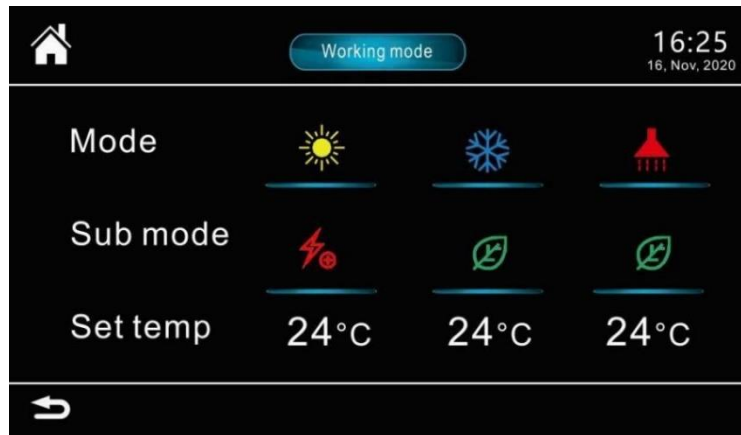 Working mode
16:25
16, Nov, 2020
Mode
Sub mode
Set temp 24°C 24°C 24°C